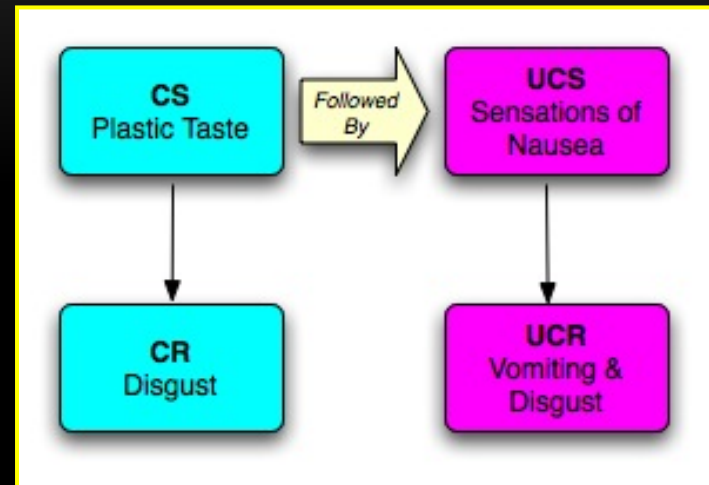 CS
Plastic Taste
Followed
By
UCS
Sensations of
Nausea
CR
Disgust
UCR
Vomiting &
Disgust